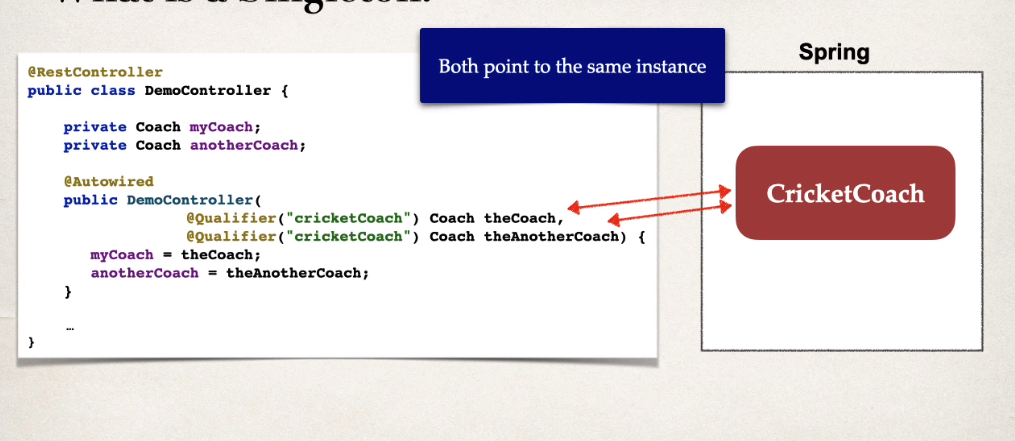 What is a Singleton?
@RestController
public class DemoController {
private Coach myCoach;
private Coach anotherCoach;
@Autowired
public DemoController(
@Qualifier("cricketCoach") Coach theCoach,
@Qualifier("cricketCoach") Coach theAnotherCoach) {
myCoach = theCoach;
anotherCoach = theAnotherCoach;
}
…
}
Both point to the same instance
Spring
CricketCoach